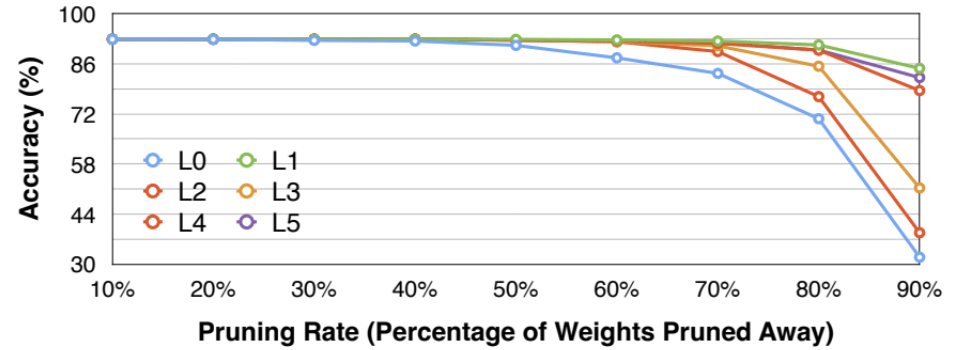 100
86
72
58
44
30
Accuracy (%)
L0 L1
L2 L3
L4 L5
10% 20% 30% 40% 50% 60% 70% 80% 90%
Pruning Rate (Percentage of Weights Pruned Away)